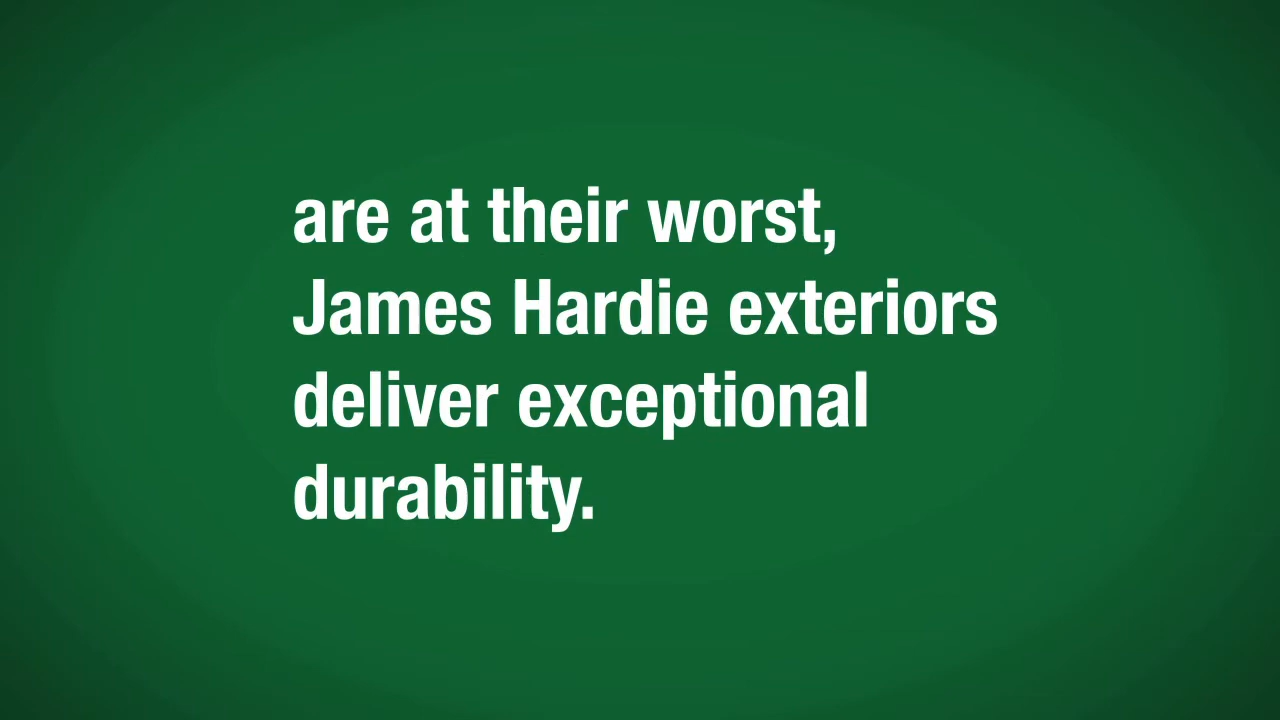 are at their worst,
James Hardie exteriors
deliver exceptional
durability.